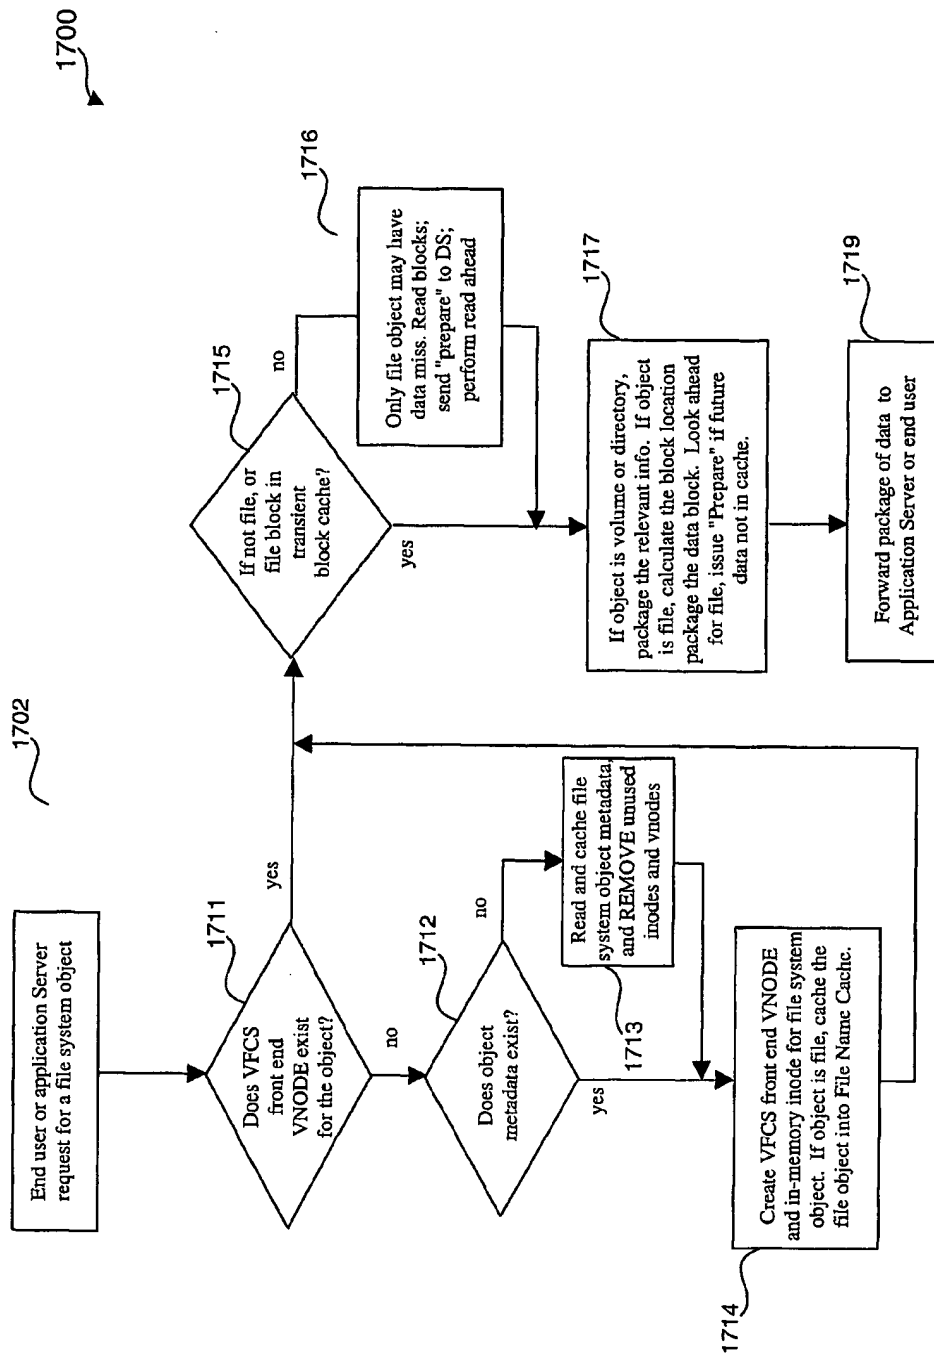 1700
1702
End user or application Server
request for a file system object
1711
Does VFCS
front end
VNODE exist
for the object?
yes
no
1712
Does object
metadata exist?
no
yes
1713
Read and cache file
system object metadata,
and REMOVE unused
inodes and vnodes
1714
Create VFCS front end VNODE
and in-memory inode for file system
object. If object is file, cache the
file object into File Name Cache.
1715
If not file, or
file block in
transient
block cache?
no
yes
1716
Only file object may have
data miss. Read blocks;
send "prepare" to DS;
perform read ahead
1717
If object is volume or directory,
package the relevant info. If object
is file, calculate the block location
package the data block. Look ahead
for file, issue "Prepare" if future
data not in cache.
1719
Forward package of data to
Application Server or end user